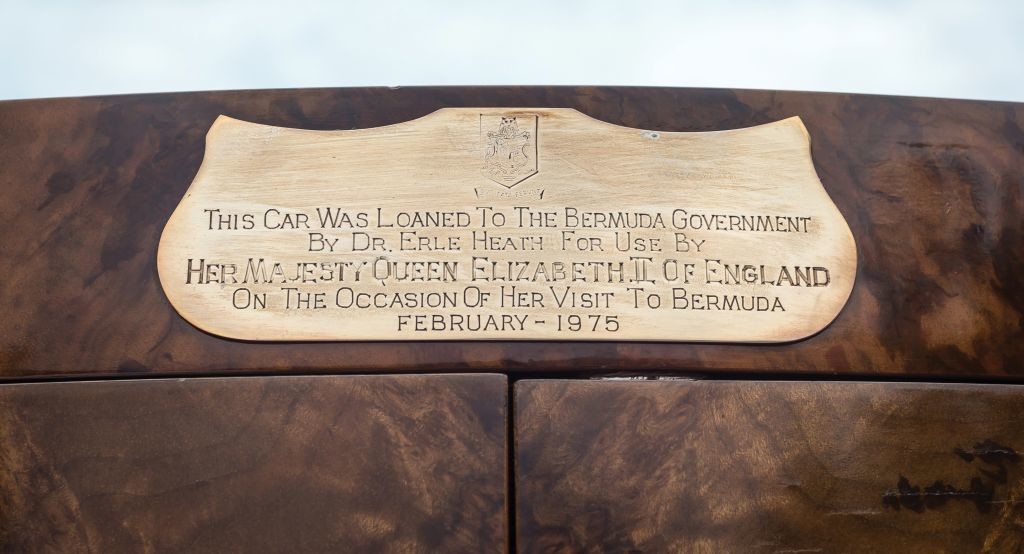 This Car Was Loaned To The Bermuda Government
By Dr. Erle Heath For Use By
Her Majesty Queen Elizabeth. II. Of England
On The Occasion Of Her Visit To Bermuda
FEBRUARY - 1975